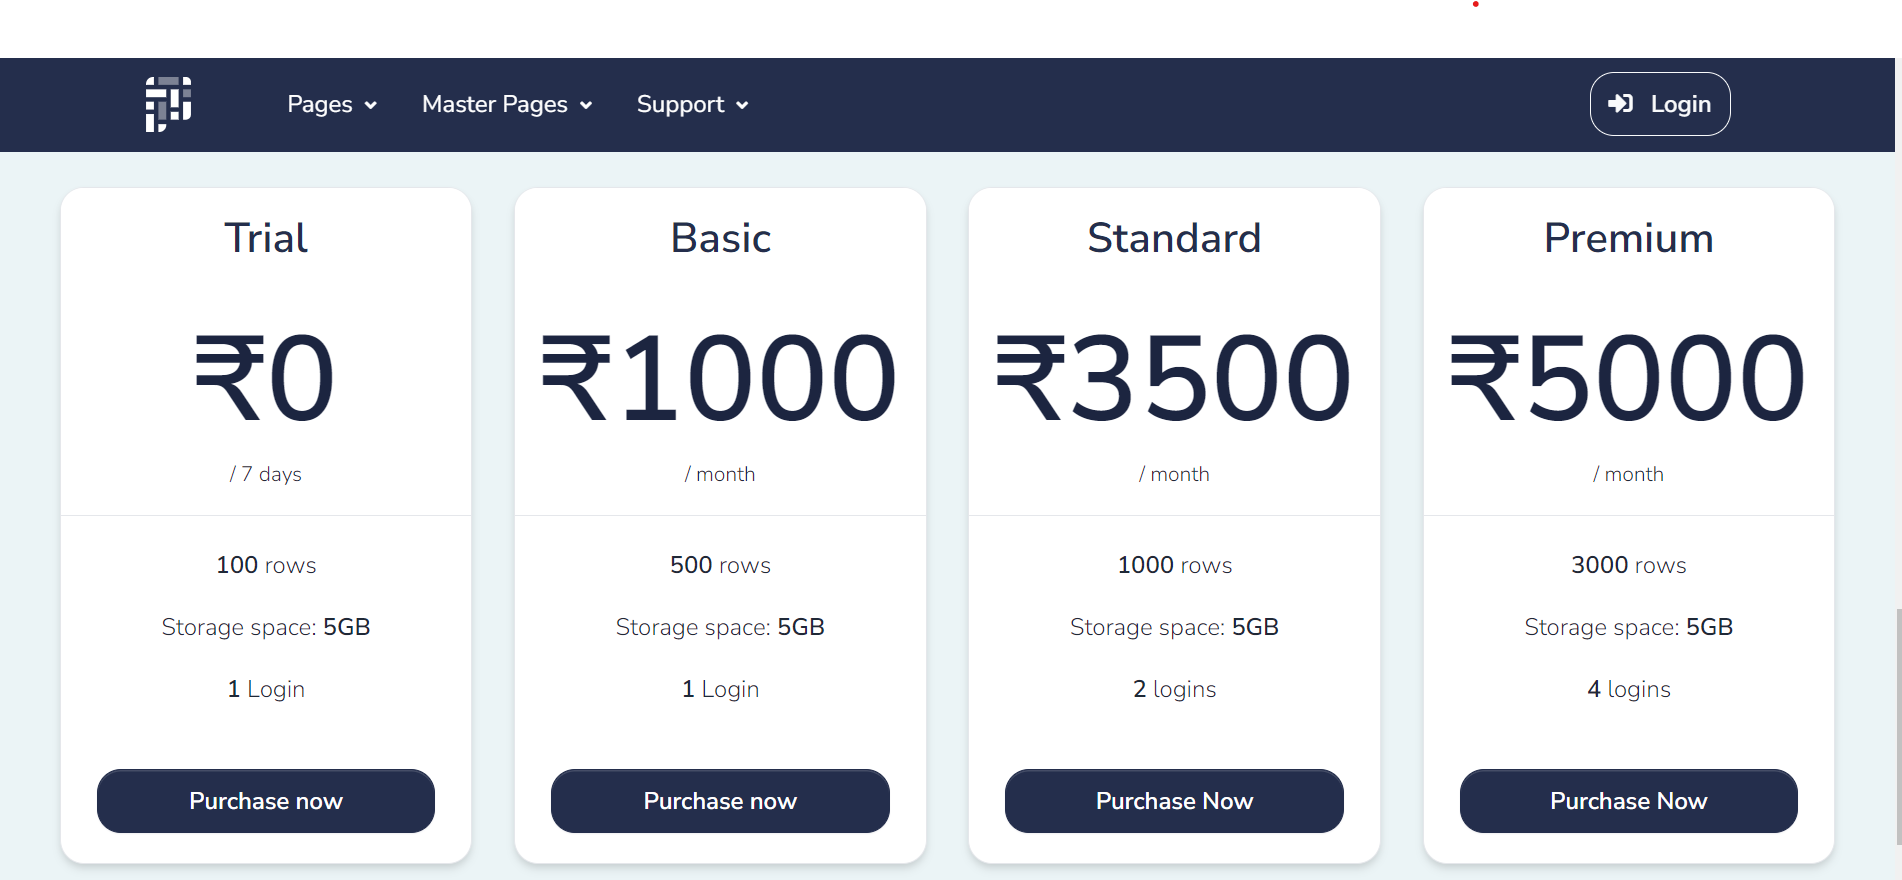 Pages
Master Pages
Support
Login
Trial
₹0
/ 7 days
100 rows
Storage space: 5GB
1 Login
Purchase now
Basic
₹1000
/ month
500 rows
Storage space: 5GB
1 Login
Purchase now
Standard
₹3500
/ month
1000 rows
Storage space: 5GB
2 logins
Purchase Now
Premium
₹5000
/ month
3000 rows
Storage space: 5GB
4 logins
Purchase Now